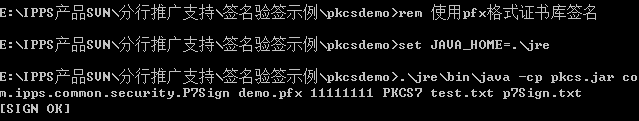 E:\IPPS产品SVN\分行推广支持\签名验签示例\pkcsdemo>rem 使用pfx格式证书库签名
E:\IPPS产品SVN\分行推广支持\签名验签示例\pkcsdemo>set JAVA_HOME=.\jre
E:\IPPS产品SVN\分行推广支持\签名验签示例\pkcsdemo>.\jre\bin\java -cp pkcs.jar co
m.ipps.common.security.P7Sign demo.pfx 11111111 PKCS7 test.txt p7Sign.txt
[SIGN OK]